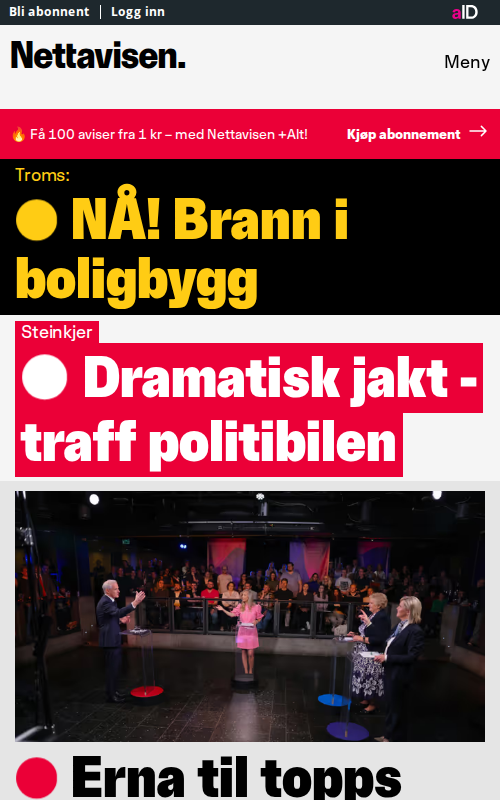 Bli abonnent | Logg inn
aID
Nettavisen.
Meny
🔥 Få 100 aviser fra 1 kr – med Nettavisen +Alt!
Kjøp abonnement →
Troms:
NÅ! Brann i
boligbygg
Steinkjer
Dramatisk jakt -
traff politibilen
Erna til topps